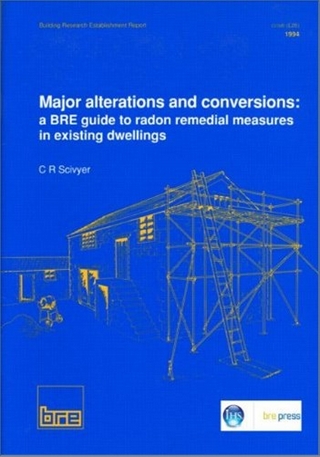 Building Research Establishment Report
1994
Major alterations and conversions:
a BRE guide to radon remedial measures
in existing dwellings
C R Scivyer
bre
IHS
bre press